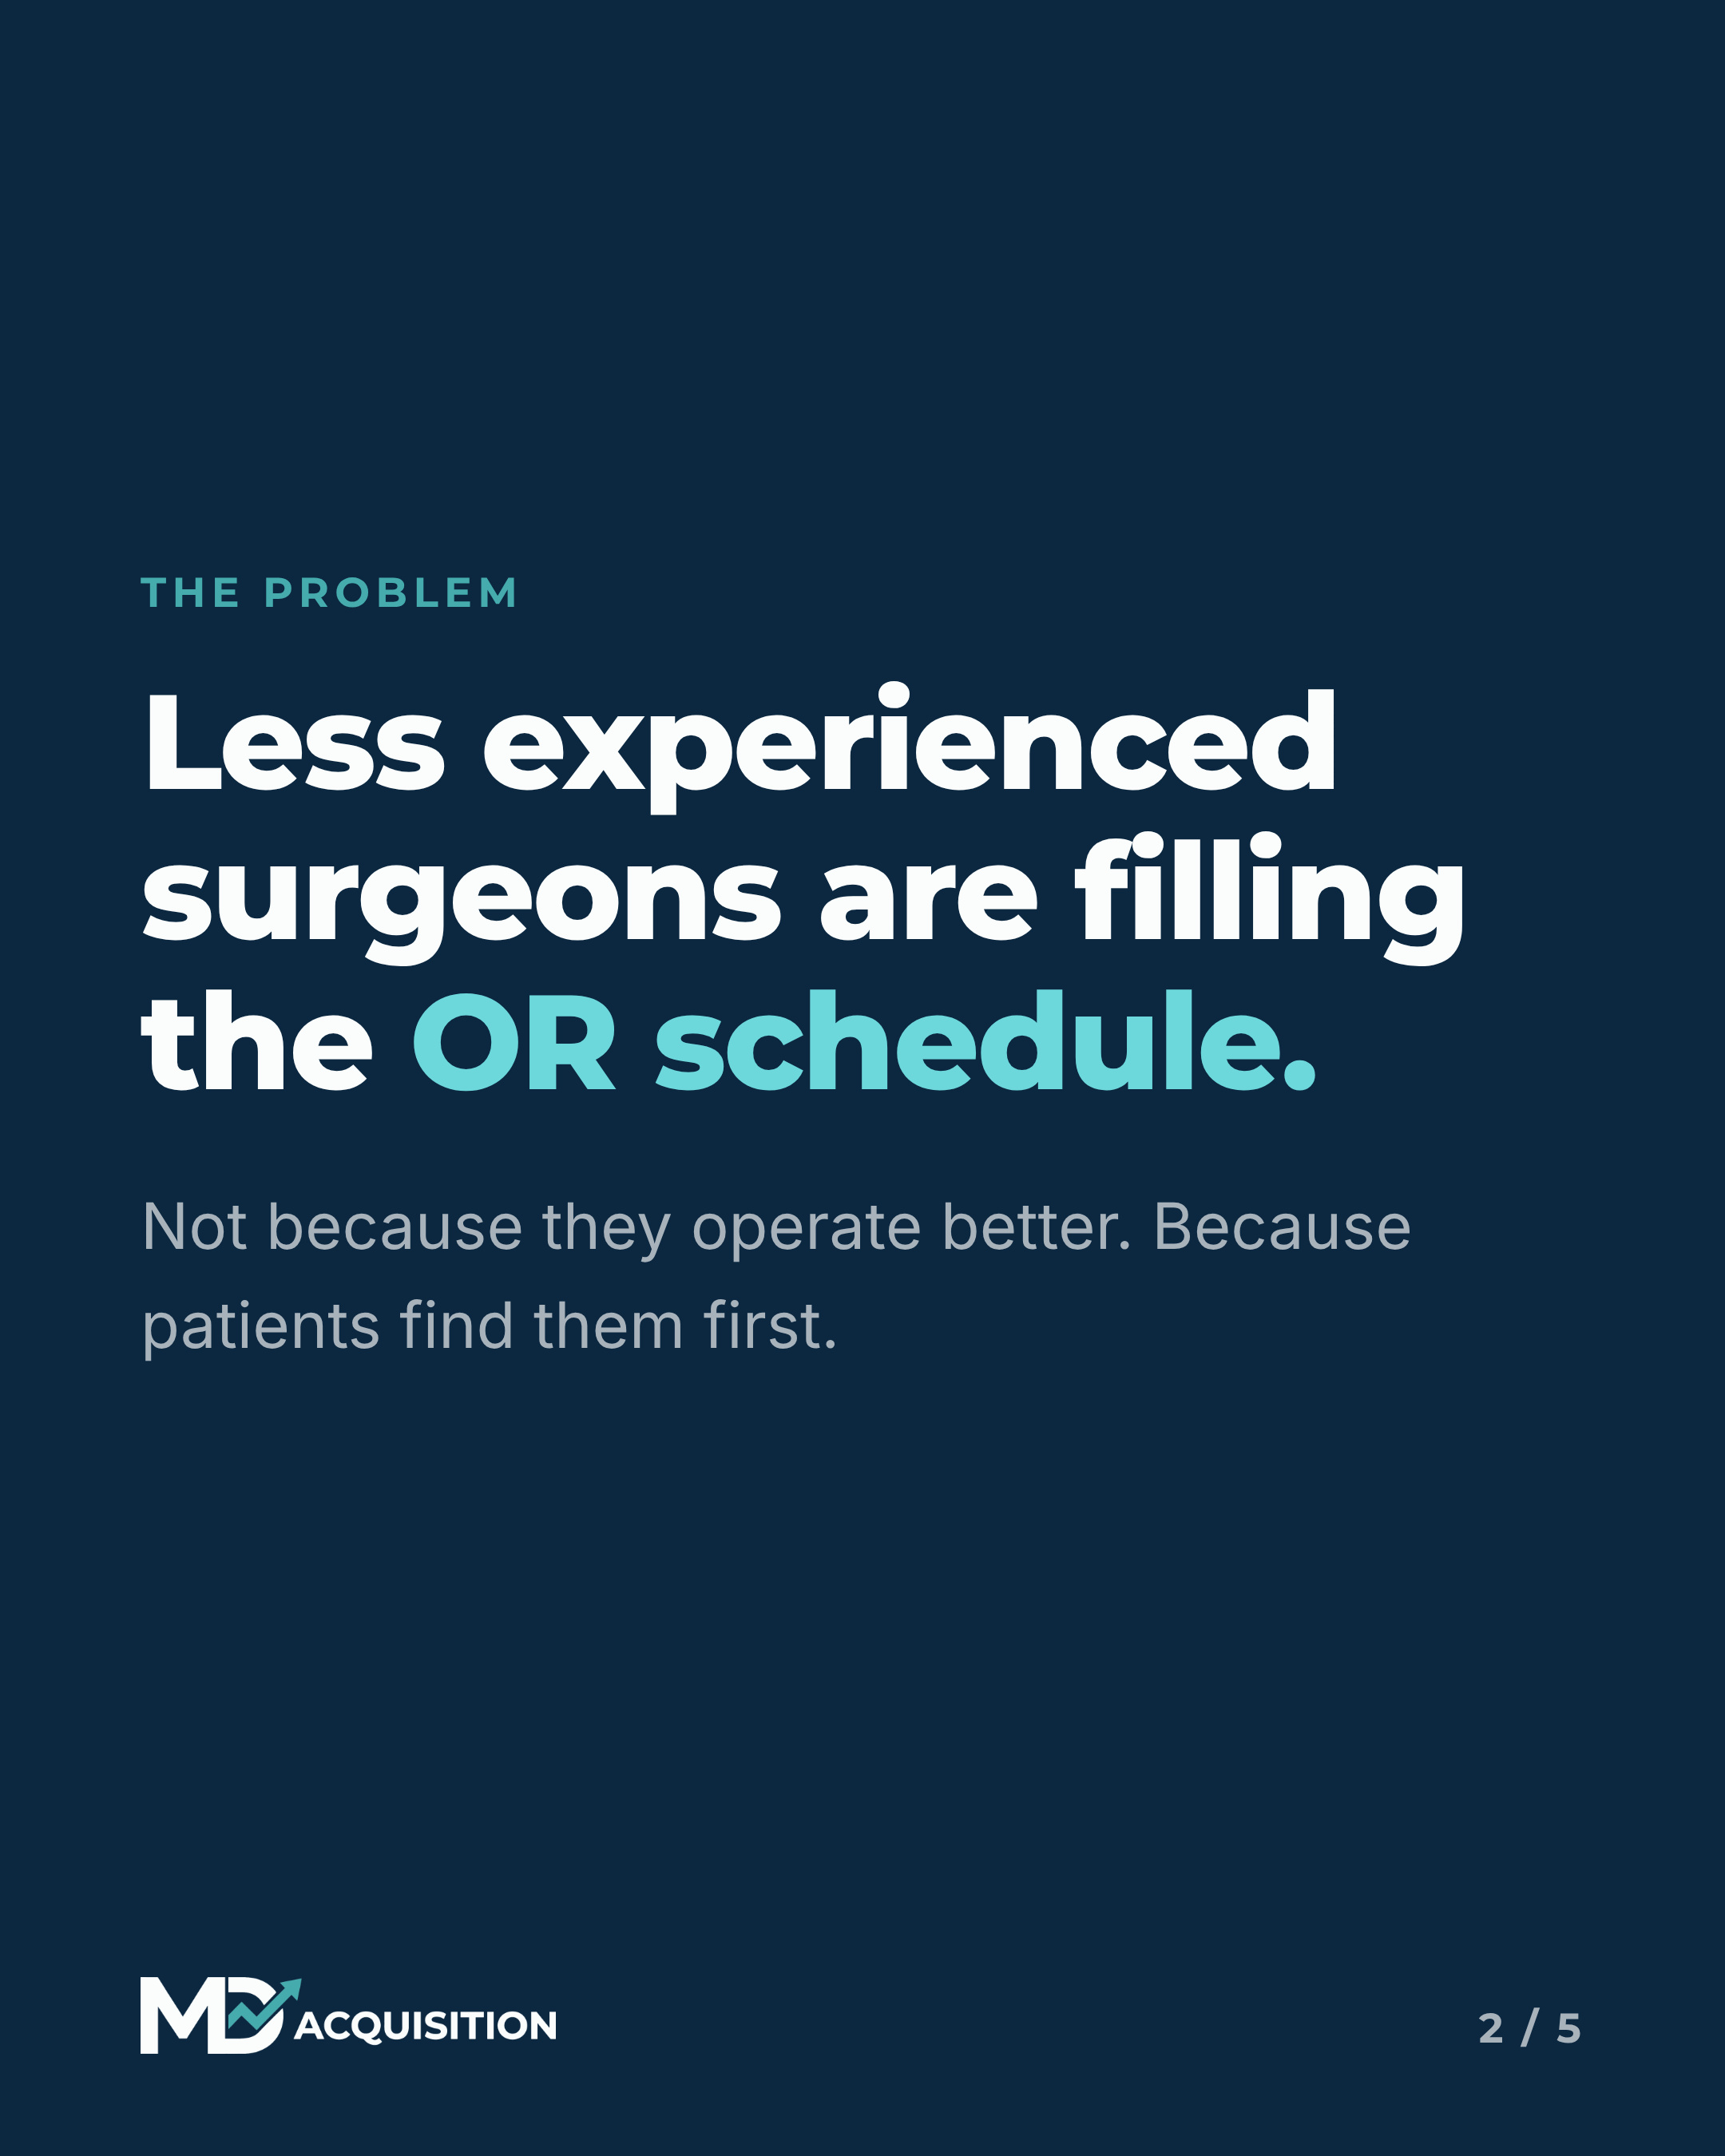 THE PROBLEM
Less experienced
surgeons are filling
the OR schedule.
Not because they operate better. Because
patients find them first.
MD ACQUISITION
2 / 5